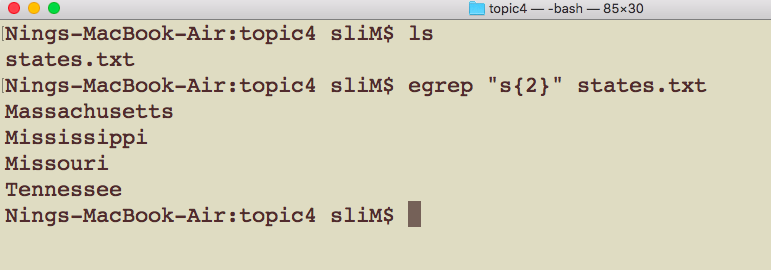 topic4 — -bash — 85×30
[Nings-MacBook-Air:topic4 sliM$ ls
states.txt
[Nings-MacBook-Air:topic4 sliM$ egrep "s{2}" states.txt
Massachusetts
Mississippi
Missouri
Tennessee
Nings-MacBook-Air:topic4 sliM$